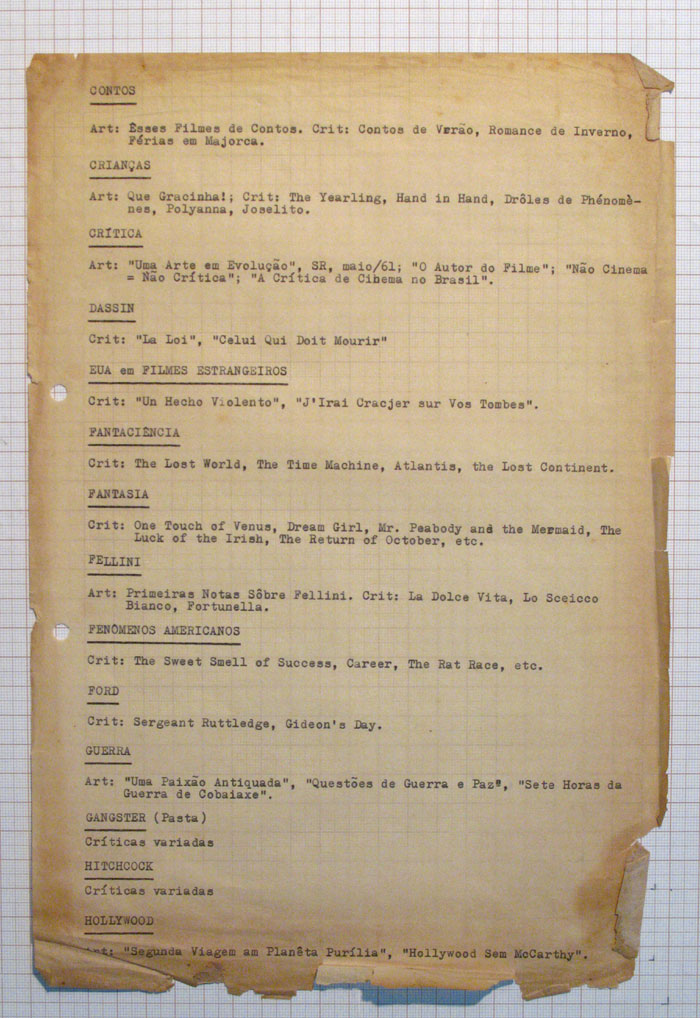 CONTOS
Art: Êsses Filmes de Contos. Crit: Contos de Verão, Romance de Inverno,
Férias em Majorca.
CRIANÇAS
Art: Que Gracinha!; Crit: The Yearling, Hand in Hand, Drôles de Phénomè-
nes, Polyanna, Joselito.
CRÍTICA
Art: "Uma Arte em Evolução", SR, maio/61; "O Autor do Filme"; "Não Cinema
= Não Crítica"; "A Crítica de Cinema no Brasil".
DASSIN
Crit: "La Loi", "Celui Qui Doit Mourir"
EUA em FILMES ESTRANGEIROS
Crit: "Un Hecho Violento", "J'Irai Cracjer sur Vos Tombes".
FANTACIÊNCIA
Crit: The Lost World, The Time Machine, Atlantis, the Lost Continent.
FANTASIA
Crit: One Touch of Venus, Dream Girl, Mr. Peabody and the Mermaid, The
Luck of the Irish, The Return of October, etc.
FELLINI
Art: Primeiras Notas Sôbre Fellini. Crit: La Dolce Vita, Lo Sceicco
Bianco, Fortunella.
FENÔMENOS AMERICANOS
Crit: The Sweet Smell of Success, Career, The Rat Race, etc.
FORD
Crit: Sergeant Ruttledge, Gideon's Day.
GUERRA
Art: "Uma Paixão Antiquada", "Questões de Guerra e Paz", "Sete Horas da
Guerra de Cobaiaxe".
GANGSTER (Pasta)
Críticas variadas
HITCHCOCK
Críticas variadas
HOLLYWOOD
Art: "Segunda Viagem am Planêta Purília", "Hollywood Sem McCarthy".